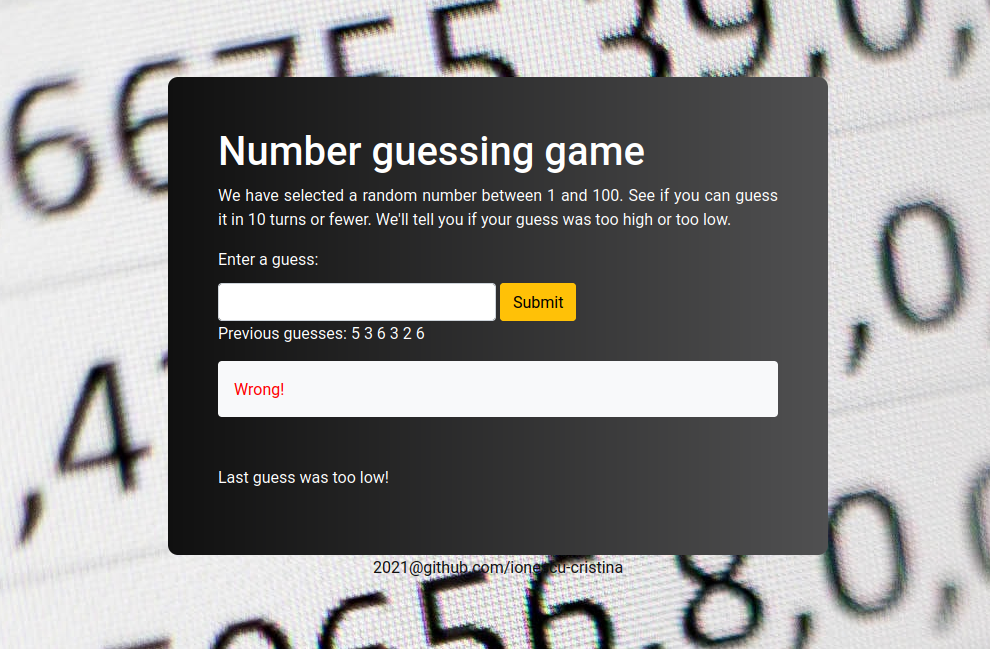 Number guessing game
We have selected a random number between 1 and 100. See if you can guess
it in 10 turns or fewer. We'll tell you if your guess was too high or too low.
Enter a guess:
Submit
Previous guesses: 5 3 6 3 2 6
Wrong!
Last guess was too low!
2021@github.com/ionescu-cristina